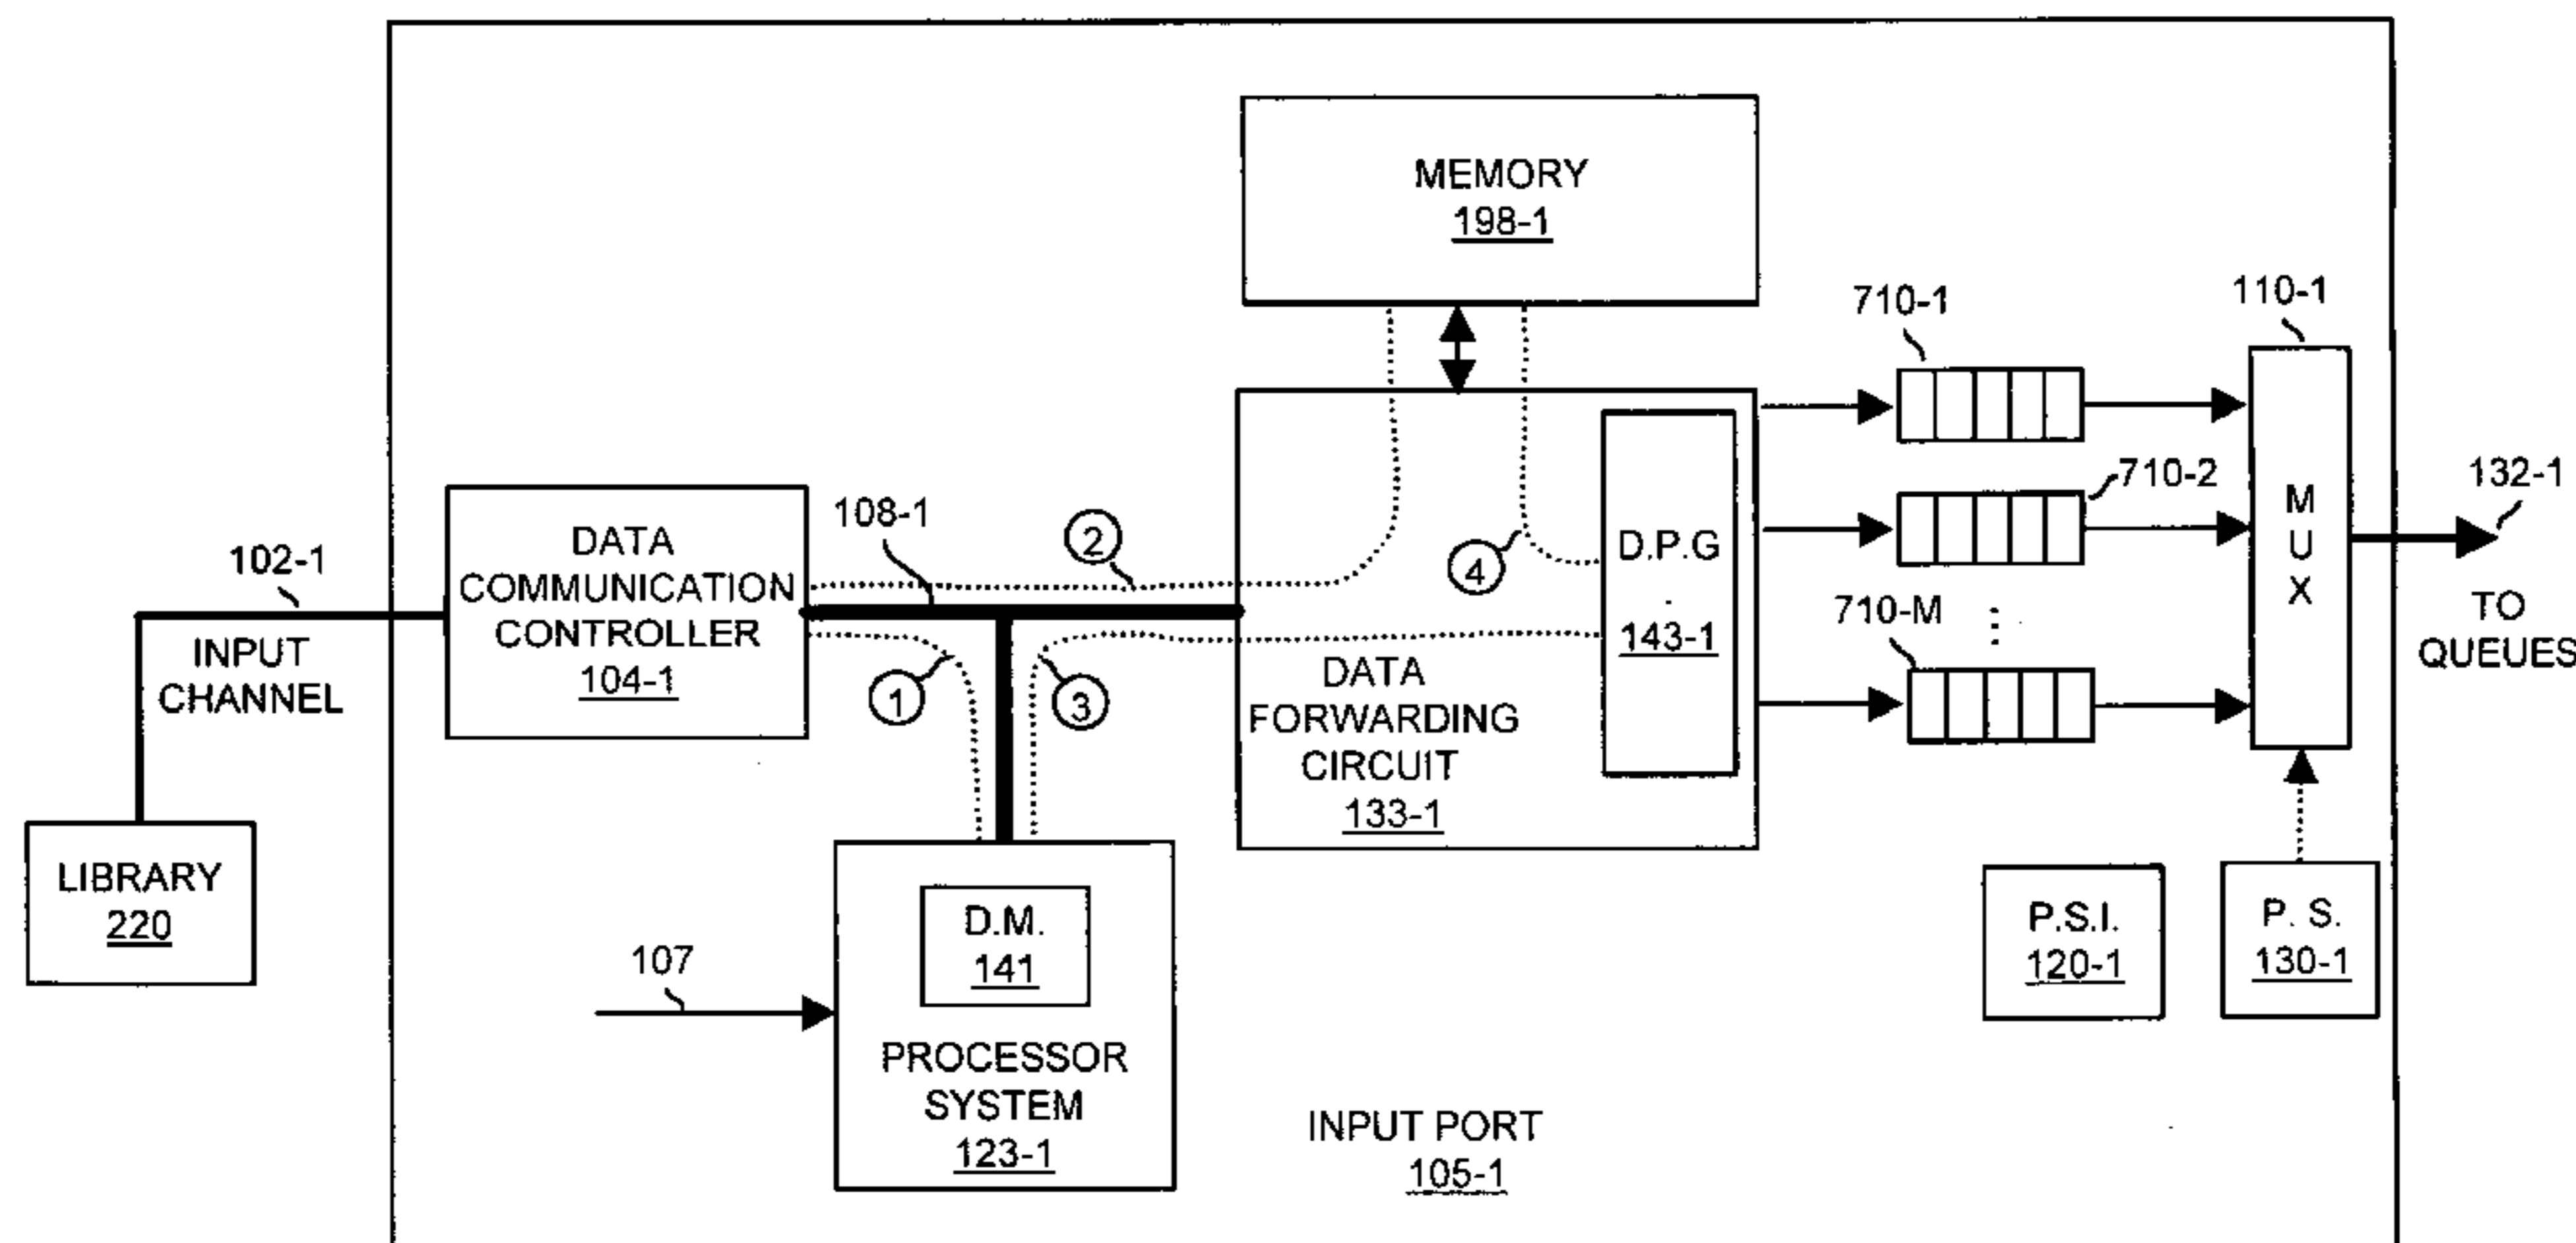 MEMORY
198-1
710-1
110-1
710-2
132-1
108-1
2
M
U
X
DATA
COMMUNICATION
CONTROLLER
104-1
102-1
4
D.P.G
143-1
TO
QUEUES
710-M
INPUT
CHANNEL
1
3
DATA
FORWARDING
CIRCUIT
133-1
LIBRARY
220
D.M.
141
P.S.I.
120-1
P. S.
130-1
107
PROCESSOR
SYSTEM
123-1
INPUT PORT
105-1